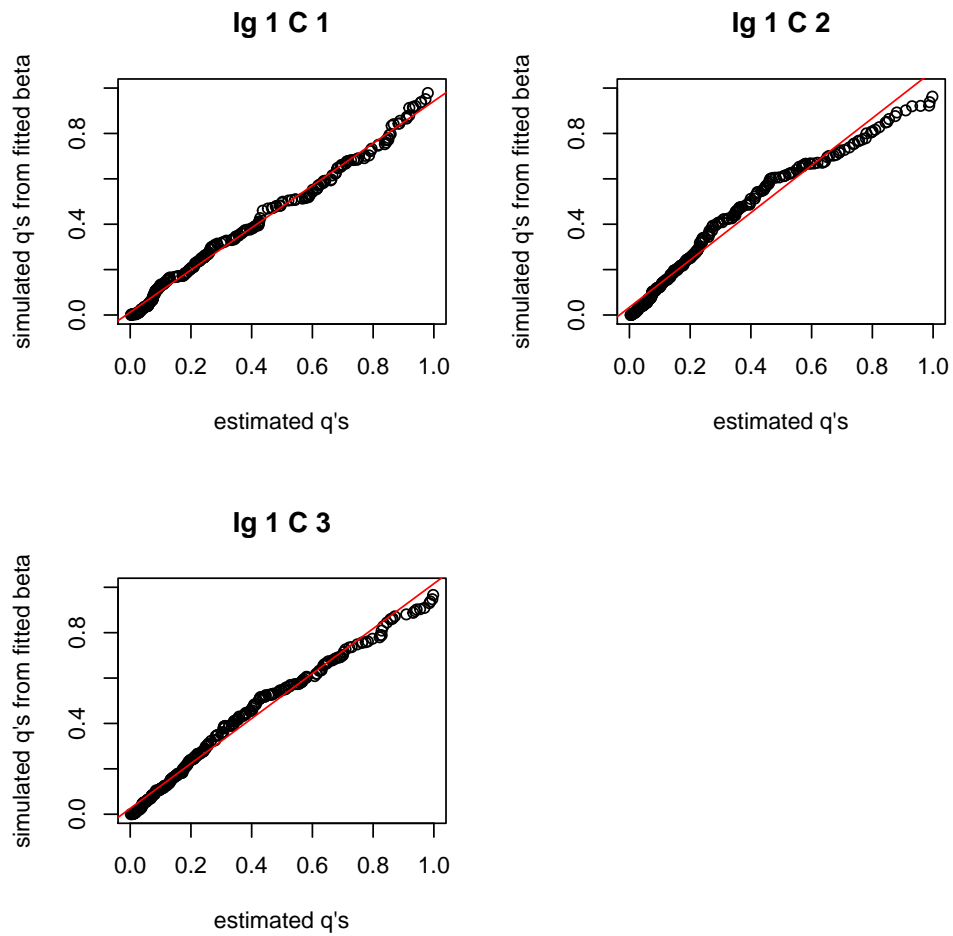 Ig 1 C 1
simulated q's from fitted beta
0.8
0.4
0.0
0.0 0.2 0.4 0.6 0.8 1.0
estimated q's
Ig 1 C 2
simulated q's from fitted beta
0.8
0.4
0.0
0.0 0.2 0.4 0.6 0.8 1.0
estimated q's
Ig 1 C 3
simulated q's from fitted beta
0.8
0.4
0.0
0.0 0.2 0.4 0.6 0.8 1.0
estimated q's